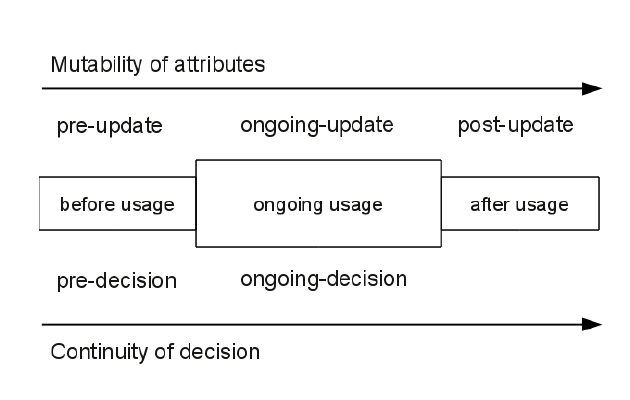 Mutability of attributes
pre-update ongoing-update post-update
before usage ongoing usage after usage
pre-decision ongoing-decision
Continuity of decision